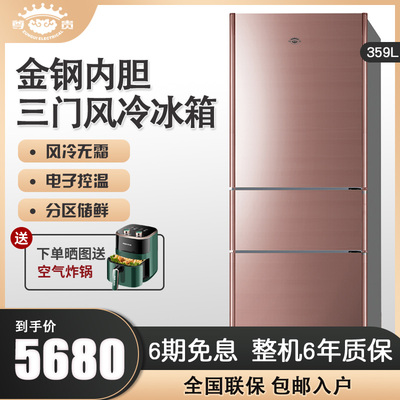 尊贵
359L
金钢内胆
三门风冷冰箱
风冷无霜
电子控温
分区储鲜
送
下单晒图送
空气炸锅
到手价
5680
6期免息 整机6年质保
全国联保 包邮入户